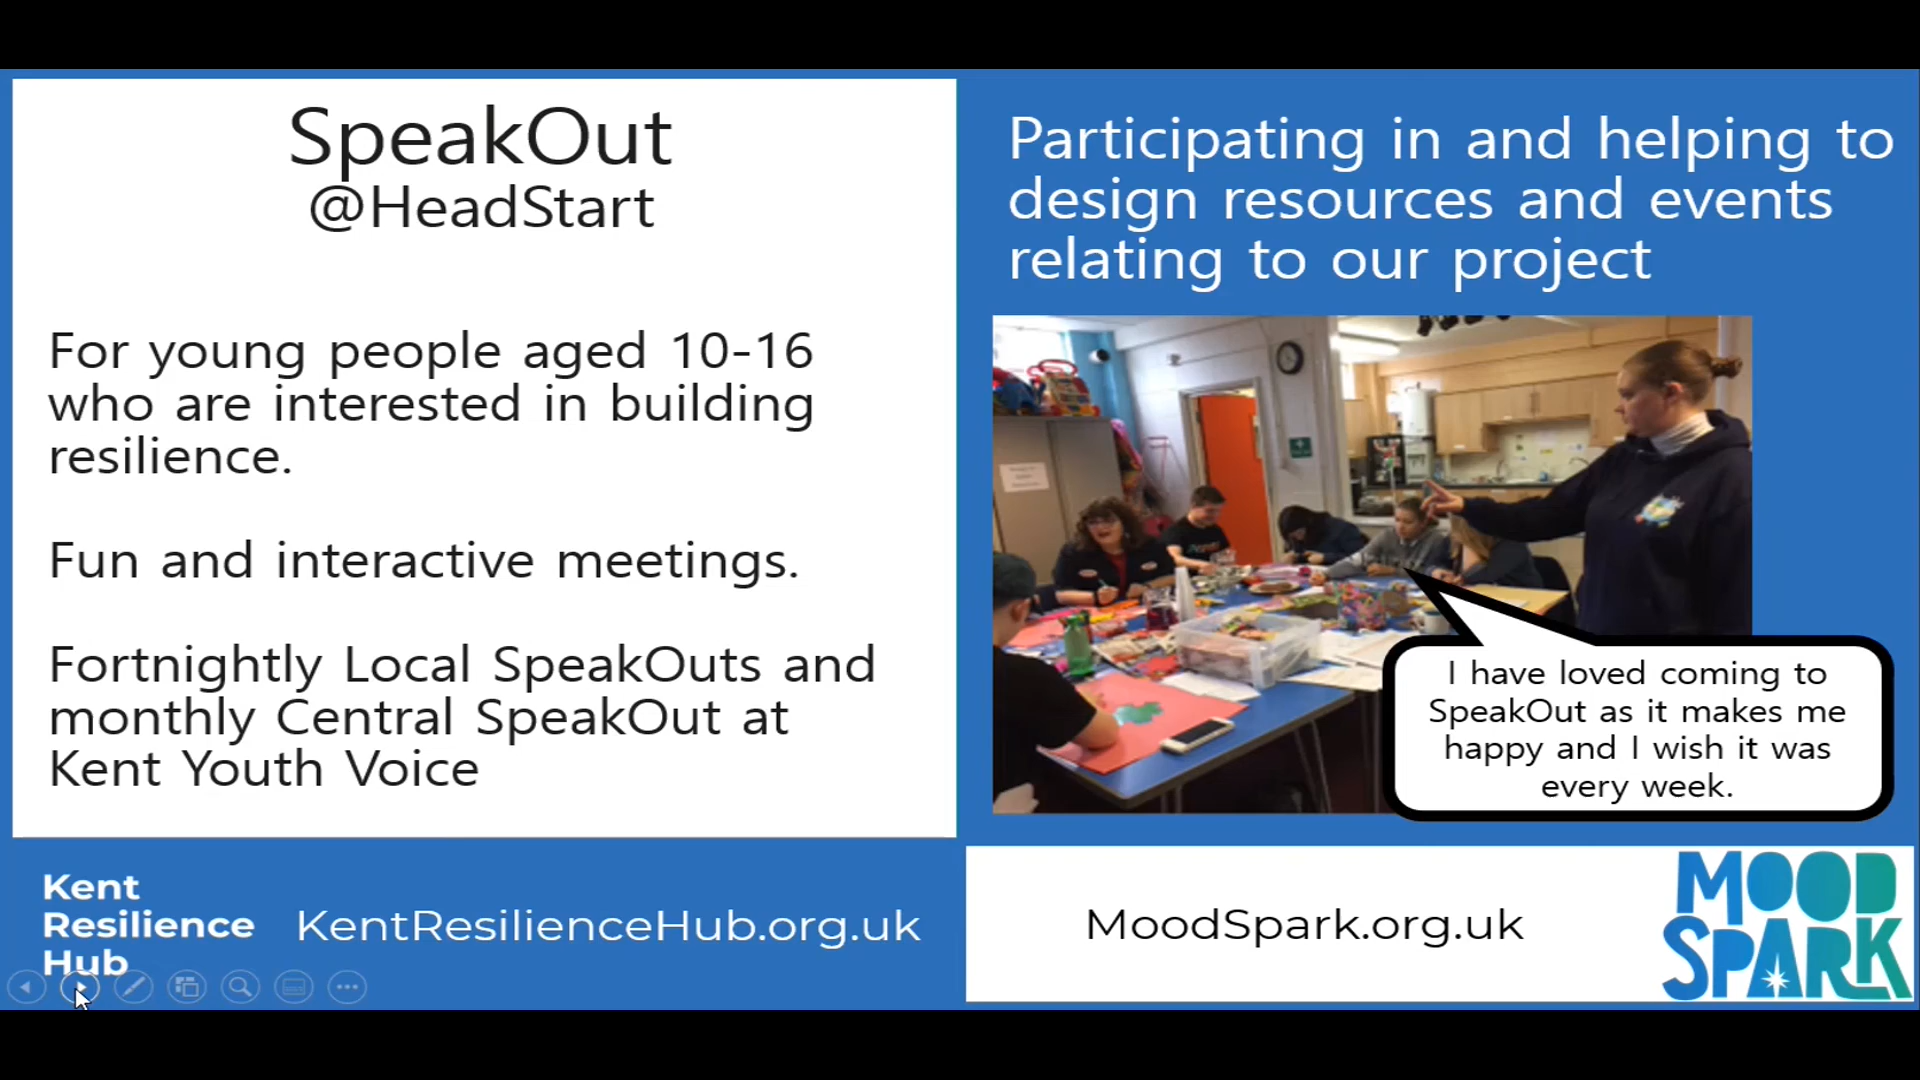 SpeakOut
@HeadStart
For young people aged 10-16
who are interested in building
resilience.
Fun and interactive meetings.
Fortnightly Local SpeakOuts and
monthly Central SpeakOut at
Kent Youth Voice
Participating in and helping to
design resources and events
relating to our project
I have loved coming to
SpeakOut as it makes me
happy and I wish it was
every week.
Kent
Resilience
Hub
KentResilienceHub.org.uk
MoodSpark.org.uk
MOOD
SPARK